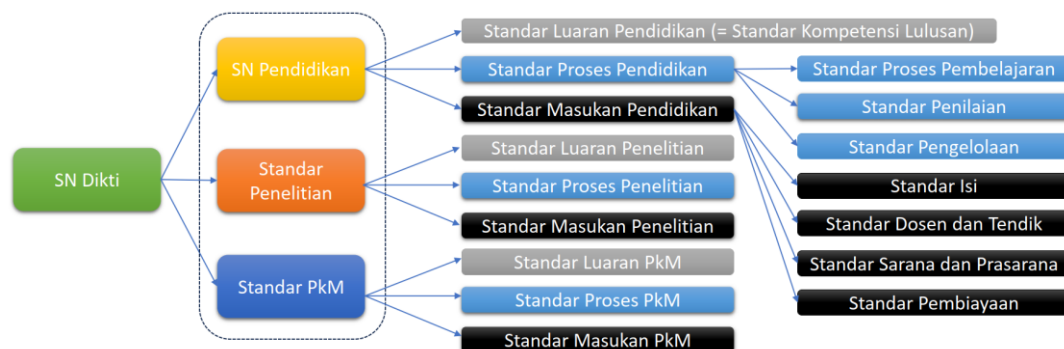 SN Dikti
SN Pendidikan
Standar
Penelitian
Standar PkM
Standar Luaran Pendidikan (= Standar Kompetensi Lulusan)
Standar Proses Pendidikan
Standar Masukan Pendidikan
Standar Luaran Penelitian
Standar Proses Penelitian
Standar Masukan Penelitian
Standar Luaran PkM
Standar Proses PkM
Standar Masukan PkM
Standar Proses Pembelajaran
Standar Penilaian
Standar Pengelolaan
Standar Isi
Standar Dosen dan Tendik
Standar Sarana dan Prasarana
Standar Pembiayaan